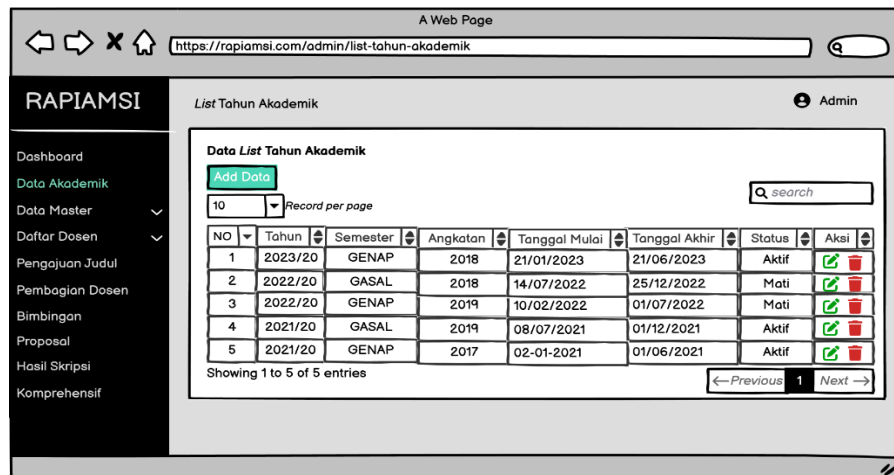 A Web Page
https://rapiamsi.com/admin/list-tahun-akademik
RAPIAMSI
List Tahun Akademik
Admin
Dashboard
Data Akademik
Data Master
Daftar Dosen
Pengajuan Judul
Pembagian Dosen
Bimbingan
Proposal
Hasil Skripsi
Komprehensif
Data List Tahun Akademik
Add Data
search
10 Record per page
NO Tahun Semester Angkatan Tanggal Mulai Tanggal Akhir Status Aksi
1 2023/20 GENAP 2018 21/01/2023 21/06/2023 Aktif
2 2022/20 GASAL 2018 14/07/2022 25/12/2022 Mati
3 2022/20 GENAP 2019 10/02/2022 01/07/2022 Mati
4 2021/20 GASAL 2019 08/07/2021 01/12/2021 Aktif
5 2021/20 GENAP 2017 02-01-2021 01/06/2021 Aktif
Showing 1 to 5 of 5 entries
Previous 1 Next